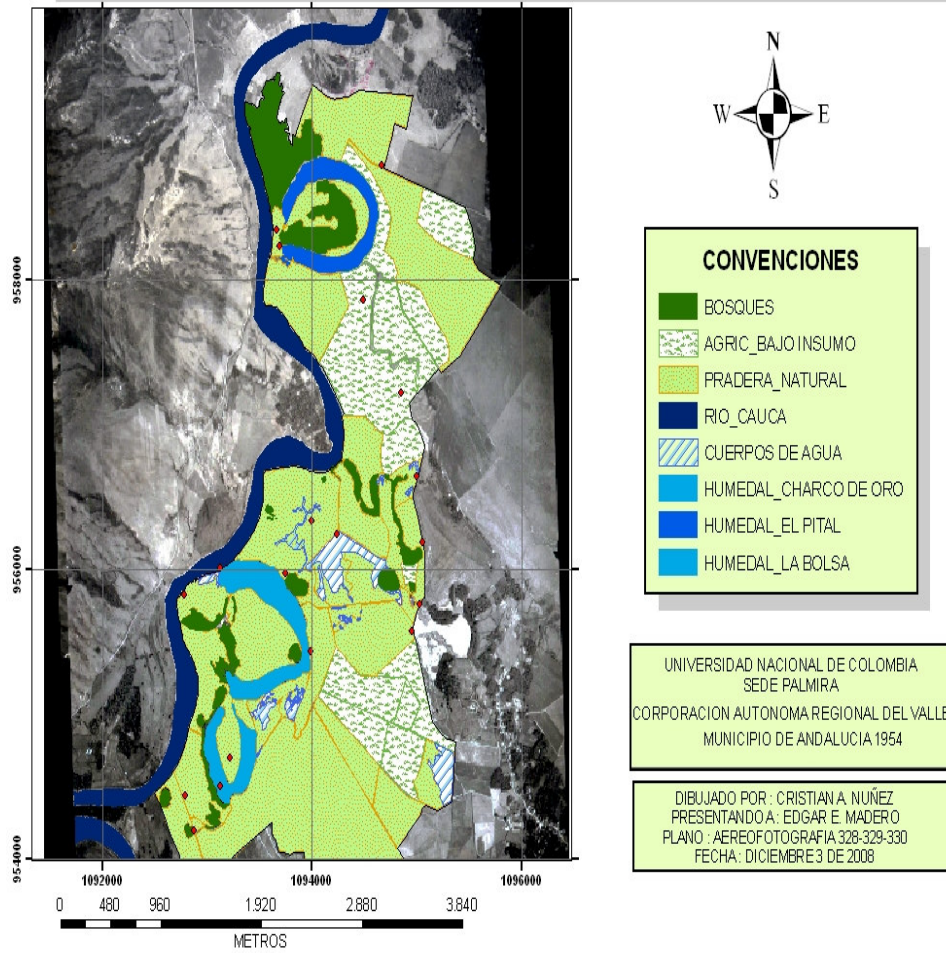 N
W E
S
CONVENCIONES
BOSQUES
AGRIC_BAJO INSUMO
PRADERA_NATURAL
RIO_CAUCA
CUERPOS DE AGUA
HUMEDAL_CHARCO DE ORO
HUMEDAL_EL PITAL
HUMEDAL_LA BOLSA
UNIVERSIDAD NACIONAL DE COLOMBIA
SEDE PALMIRA
CORPORACION AUTONOMA REGIONAL DEL VALLE
MUNICIPIO DE ANDALUCIA 1954
DIBUJADO POR : CRISTIAN A. NUÑEZ
PRESENTANDO A : EDGAR E. MADERO
PLANO : AEREOFOTOGRAFIA 328-329-330
FECHA : DICIEMBRE 3 DE 2008
958000
956000
954000
1092000 1094000 1096000
0 480 960 1.920 2.880 3.840
METROS